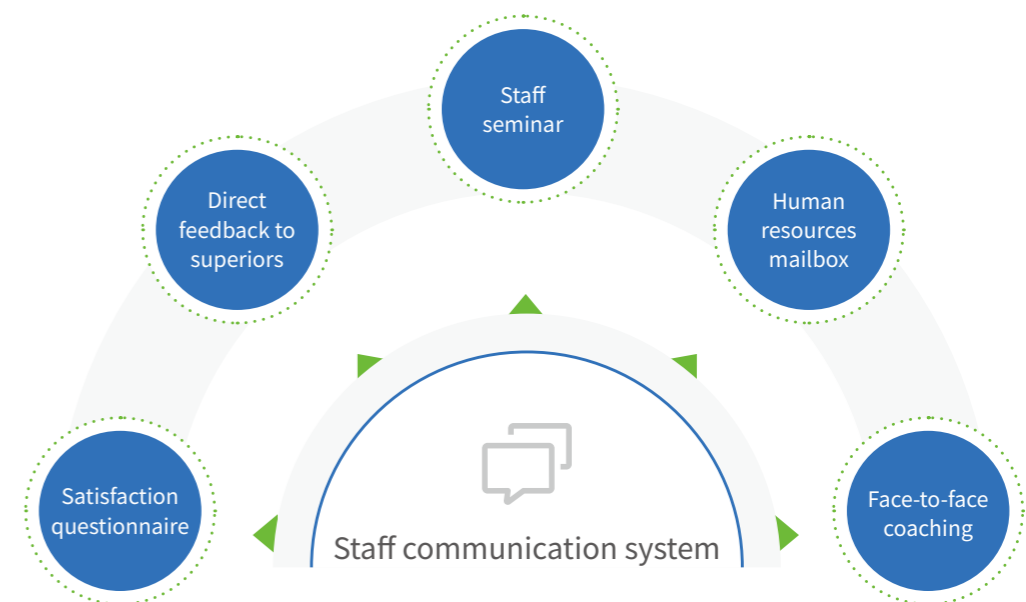 Staff
seminar
Direct
feedback to
superiors
Human
resources
mailbox
Satisfaction
questionnaire
Face-to-face
coaching
Staff communication system